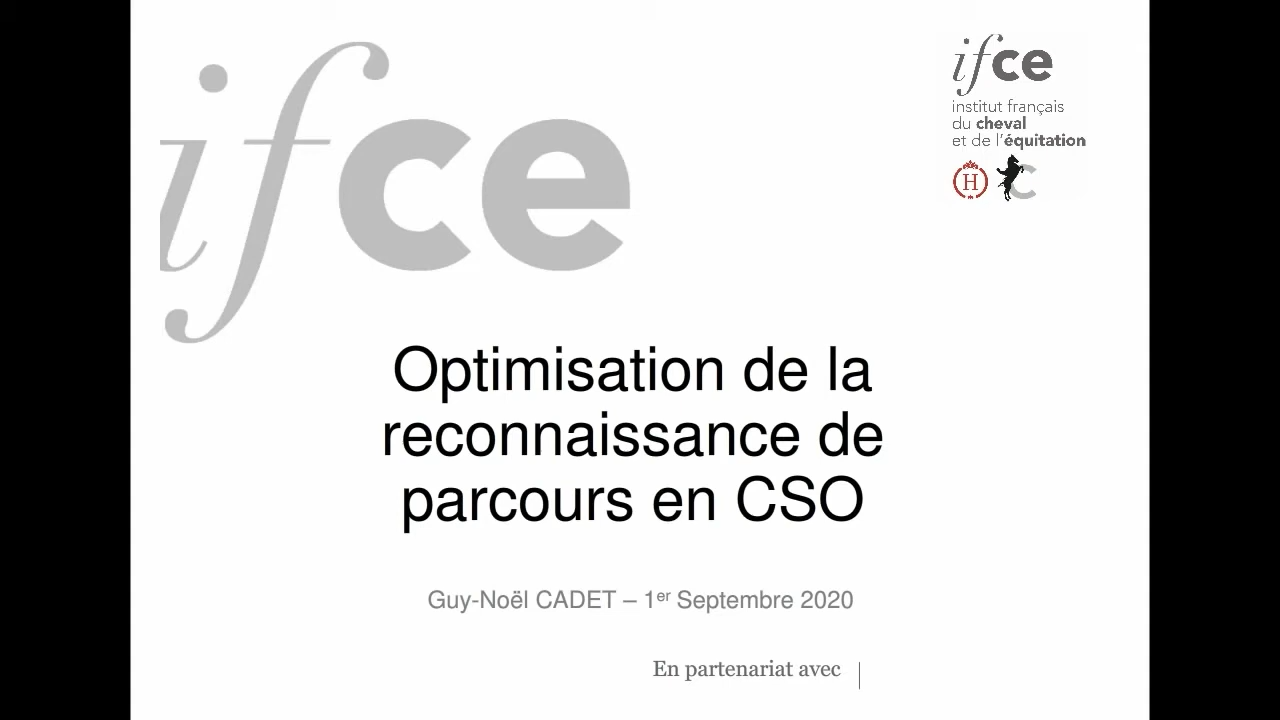 ifce
ifce
institut français
du cheval
et de l'équitation
H
C
Optimisation de la
reconnaissance de
parcours en CSO
Guy-Noël CADET – 1er Septembre 2020
En partenariat avec